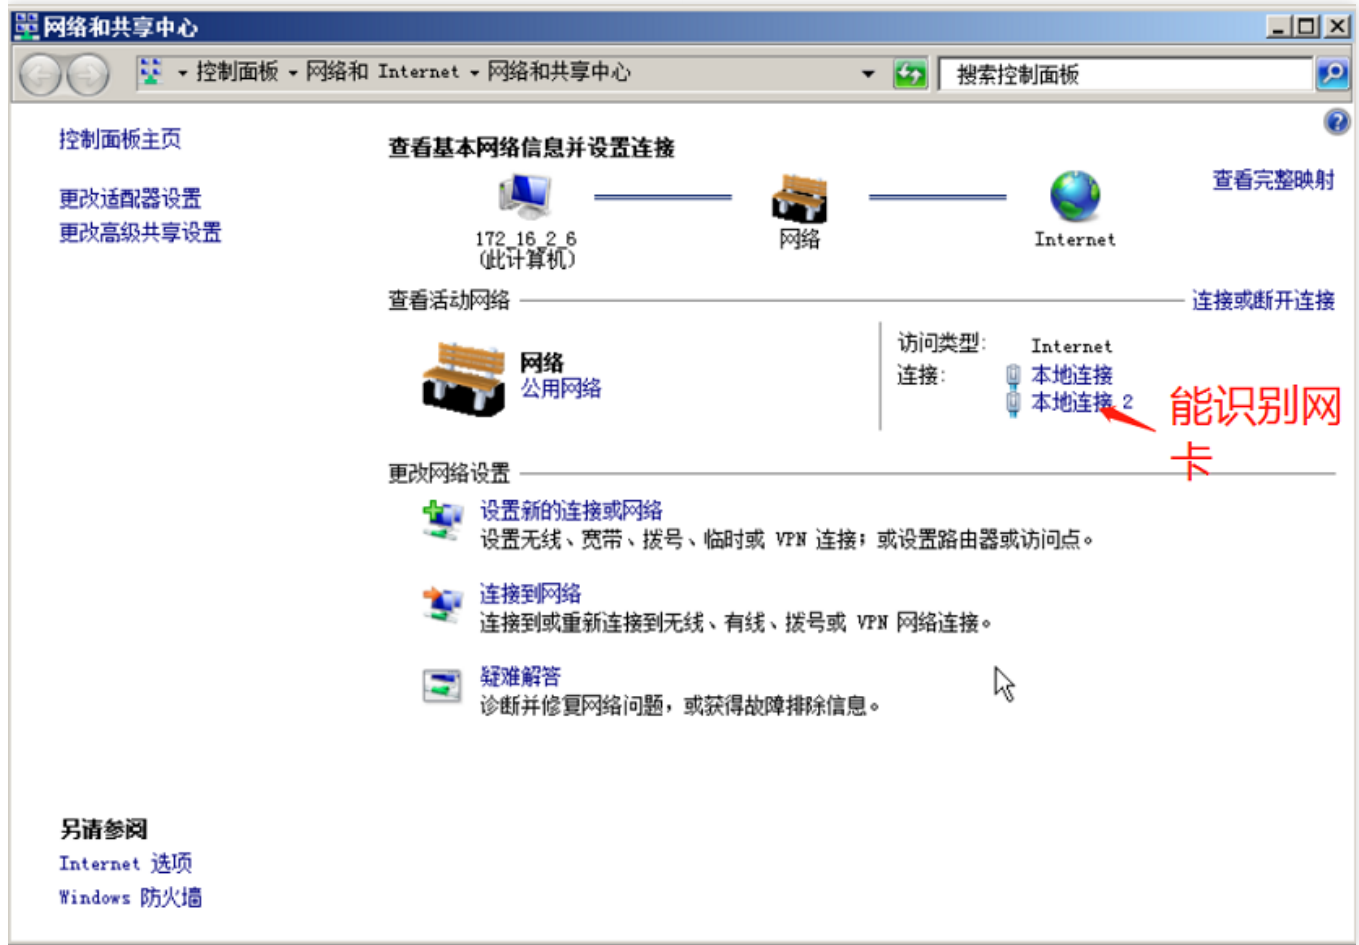 网络和共享中心
控制面板 网络和 Internet 网络和共享中心
搜索控制面板
控制面板主页
更改适配器设置
更改高级共享设置
查看基本网络信息并设置连接
查看完整映射
172_16_2_6
(此计算机)
网络
Internet
查看活动网络
连接或断开连接
网络
公用网络
访问类型:
Internet
连接:
本地连接
本地连接 2
能识别网
卡
更改网络设置
设置新的连接或网络
设置无线、宽带、拨号、临时或 VPN 连接；或设置路由器或访问点。
连接到网络
连接到或重新连接到无线、有线、拨号或 VPN 网络连接。
疑难解答
诊断并修复网络问题，或获得故障排除信息。
另请参阅
Internet 选项
Windows 防火墙